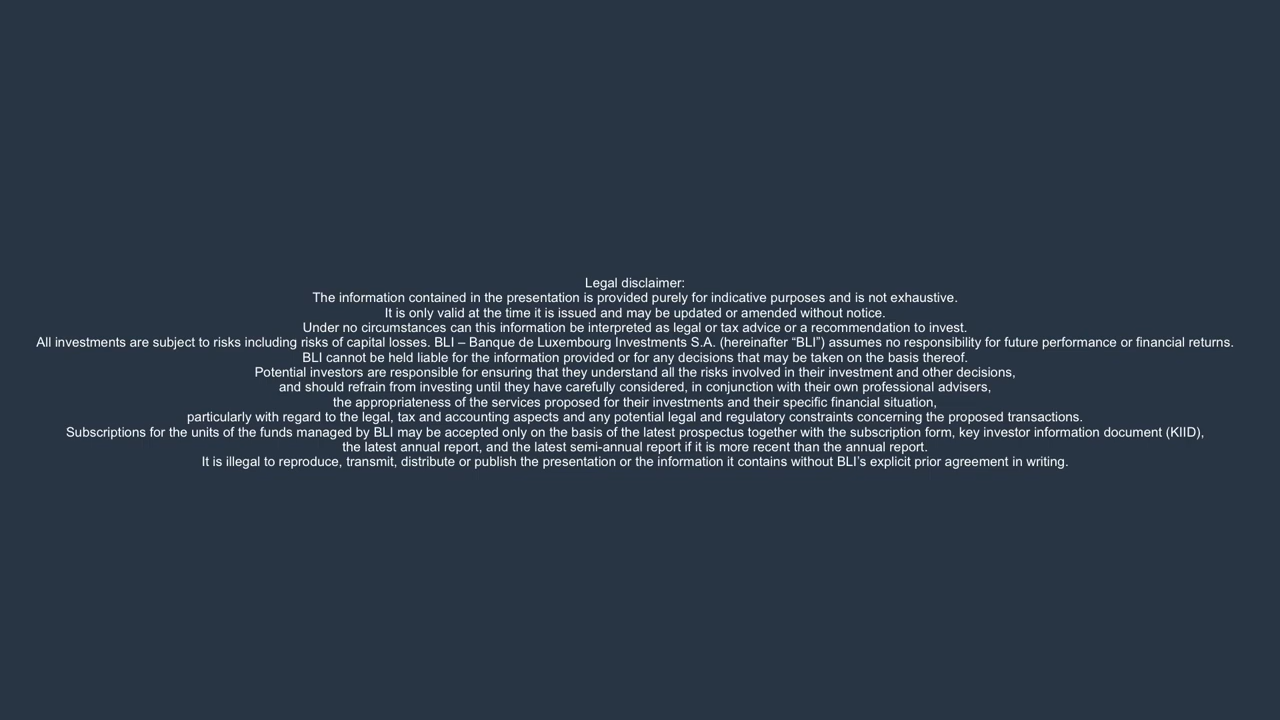 Legal disclaimer:
The information contained in the presentation is provided purely for indicative purposes and is not exhaustive.
It is only valid at the time it is issued and may be updated or amended without notice.
Under no circumstances can this information be interpreted as legal or tax advice or a recommendation to invest.
All investments are subject to risks including risks of capital losses. BLI – Banque de Luxembourg Investments S.A. (hereinafter “BLI”) assumes no responsibility for future performance or financial returns.
BLI cannot be held liable for the information provided or for any decisions that may be taken on the basis thereof.
Potential investors are responsible for ensuring that they understand all the risks involved in their investment and other decisions,
and should refrain from investing until they have carefully considered, in conjunction with their own professional advisers,
the appropriateness of the services proposed for their investments and their specific financial situation,
particularly with regard to the legal, tax and accounting aspects and any potential legal and regulatory constraints concerning the proposed transactions.
Subscriptions for the units of the funds managed by BLI may be accepted only on the basis of the latest prospectus together with the subscription form, key investor information document (KIID),
the latest annual report, and the latest semi-annual report if it is more recent than the annual report.
It is illegal to reproduce, transmit, distribute or publish the presentation or the information it contains without BLI’s explicit prior agreement in writing.